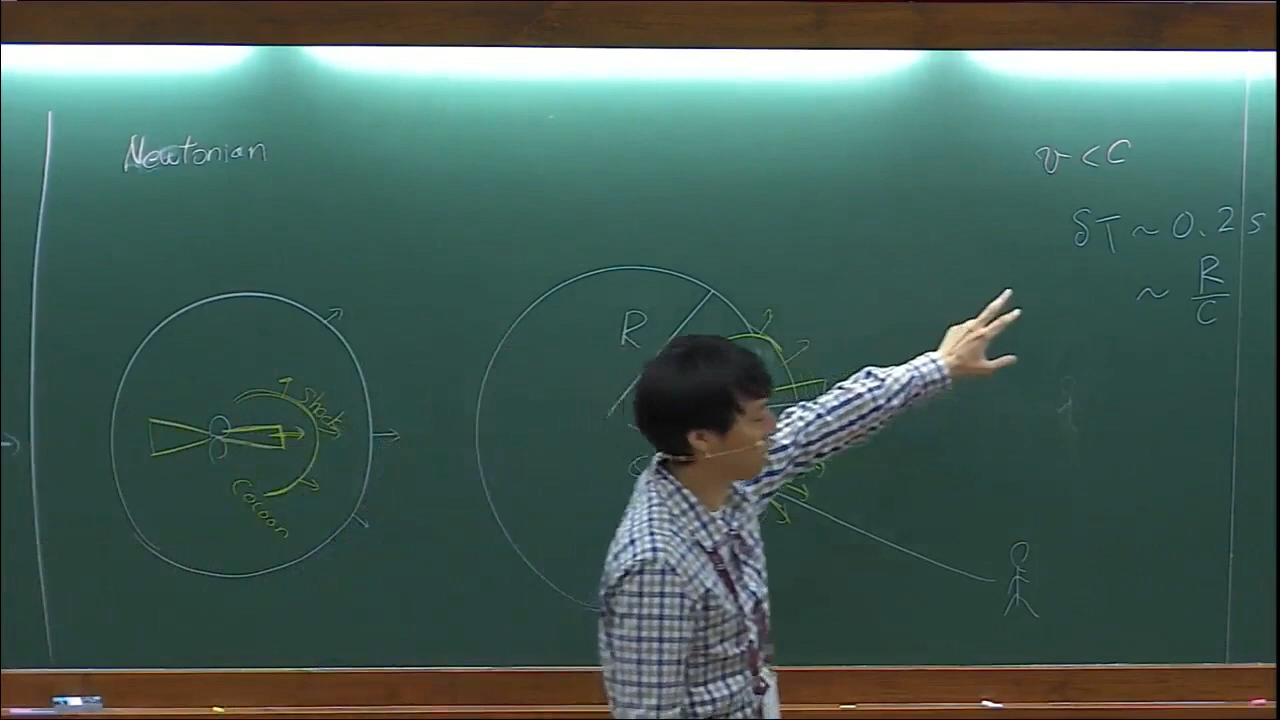 Newtonian
v < c
δT ~ 0.2 s
~ R/c
R
Shock
Cocoon